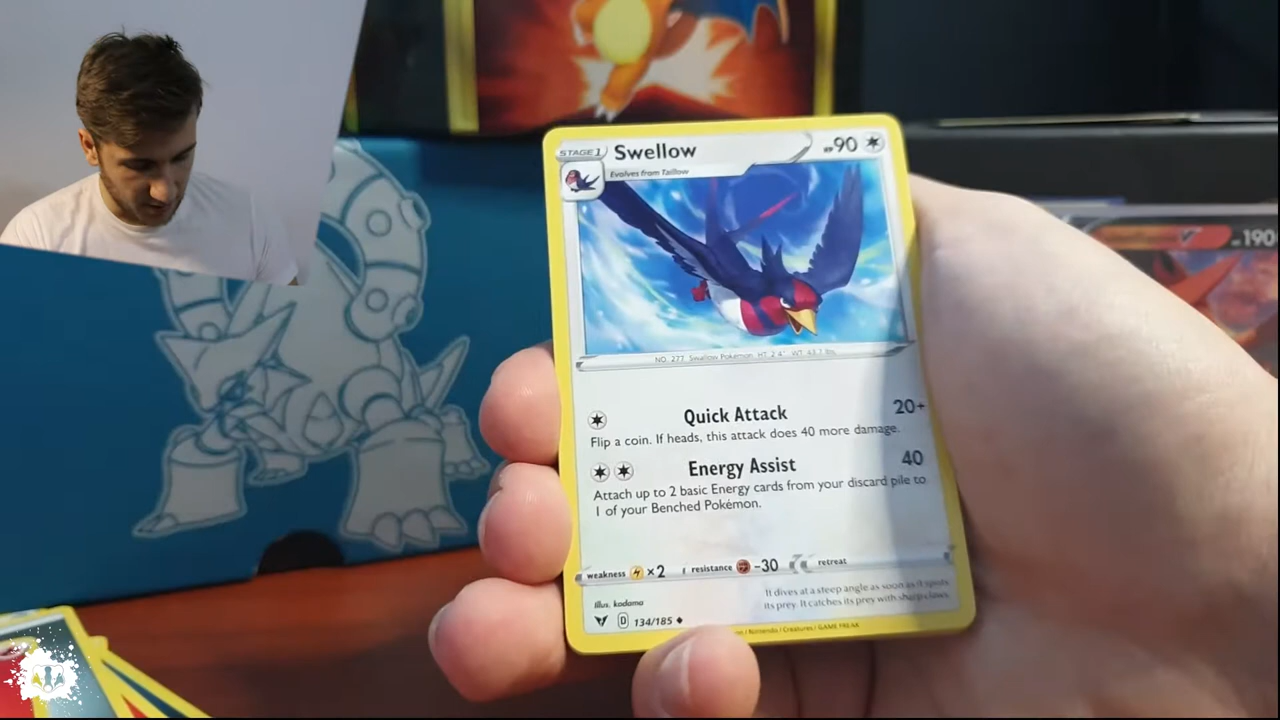 STAGE 1
Swellow
HP 90
Evolves from Taillow
190
NO. 277 Swallow Pokémon HT: 2'4" WT: 43.7 lbs.
Quick Attack 20+
Flip a coin. If heads, this attack does 40 more damage.
Energy Assist 40
Attach up to 2 basic Energy cards from your discard pile to
1 of your Benched Pokémon.
weakness ×2 resistance -30 retreat
It dives at a steep angle as soon as it spots
its prey. It catches its prey with sharp claws.
Illus. kodama
D 134/185
/ Nintendo / Creatures / GAME FREAK